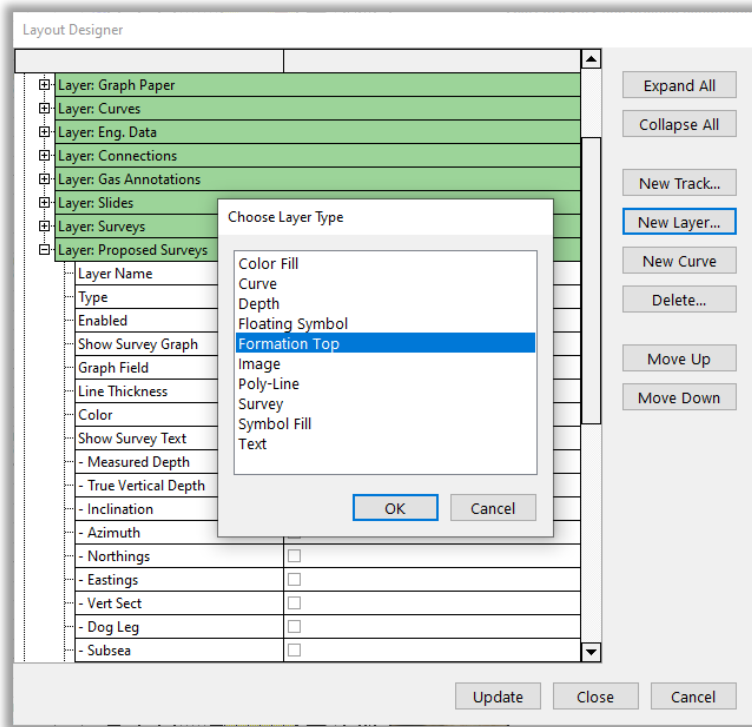 Layout Designer
Layer: Graph Paper
Layer: Curves
Layer: Eng. Data
Layer: Connections
Layer: Gas Annotations
Layer: Slides
Layer: Surveys
Layer: Proposed Surveys
Layer Name
Type
Enabled
Show Survey Graph
Graph Field
Line Thickness
Color
Show Survey Text
- Measured Depth
- True Vertical Depth
- Inclination
- Azimuth
- Northings
- Eastings
- Vert Sect
- Dog Leg
- Subsea
Choose Layer Type
Color Fill
Curve
Depth
Floating Symbol
Formation Top
Image
Poly-Line
Survey
Symbol Fill
Text
OK
Cancel
Expand All
Collapse All
New Track...
New Layer...
New Curve
Delete...
Move Up
Move Down
Update
Close
Cancel